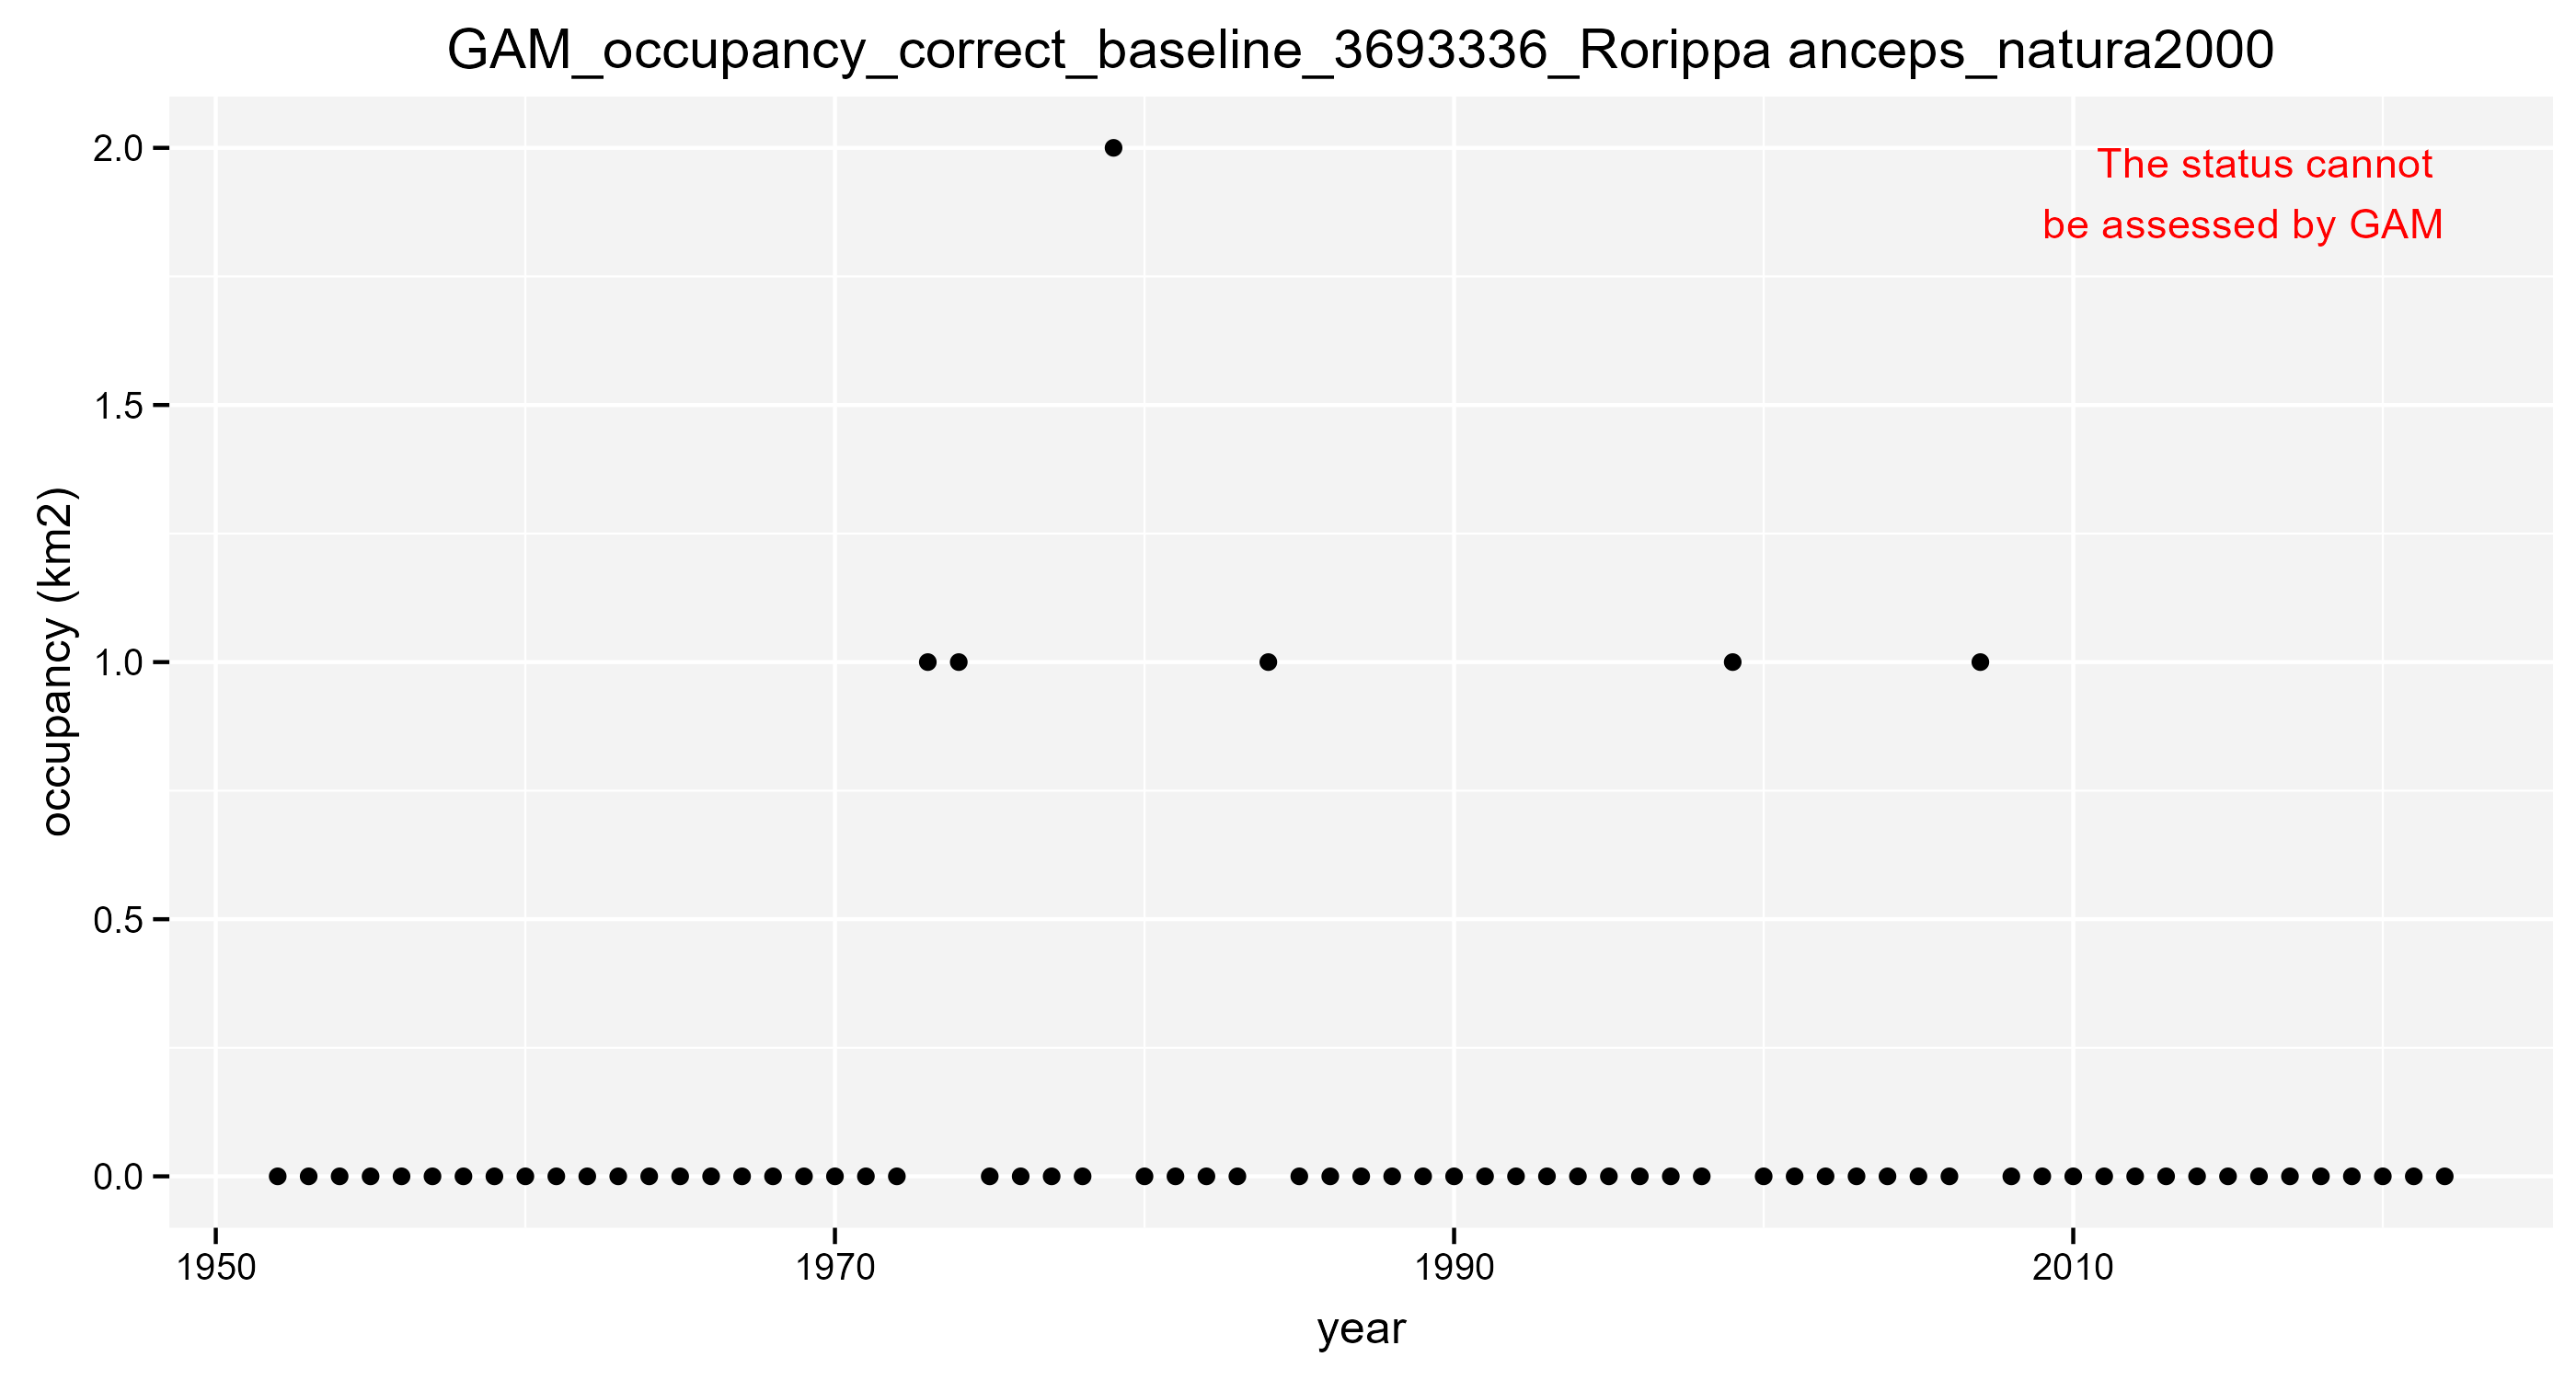 GAM_occupancy_correct_baseline_3693336_Rorippa anceps_natura2000
The status cannot
be assessed by GAM
2.0
1.5
1.0
0.5
0.0
occupancy (km2)
1950 1970 1990 2010
year